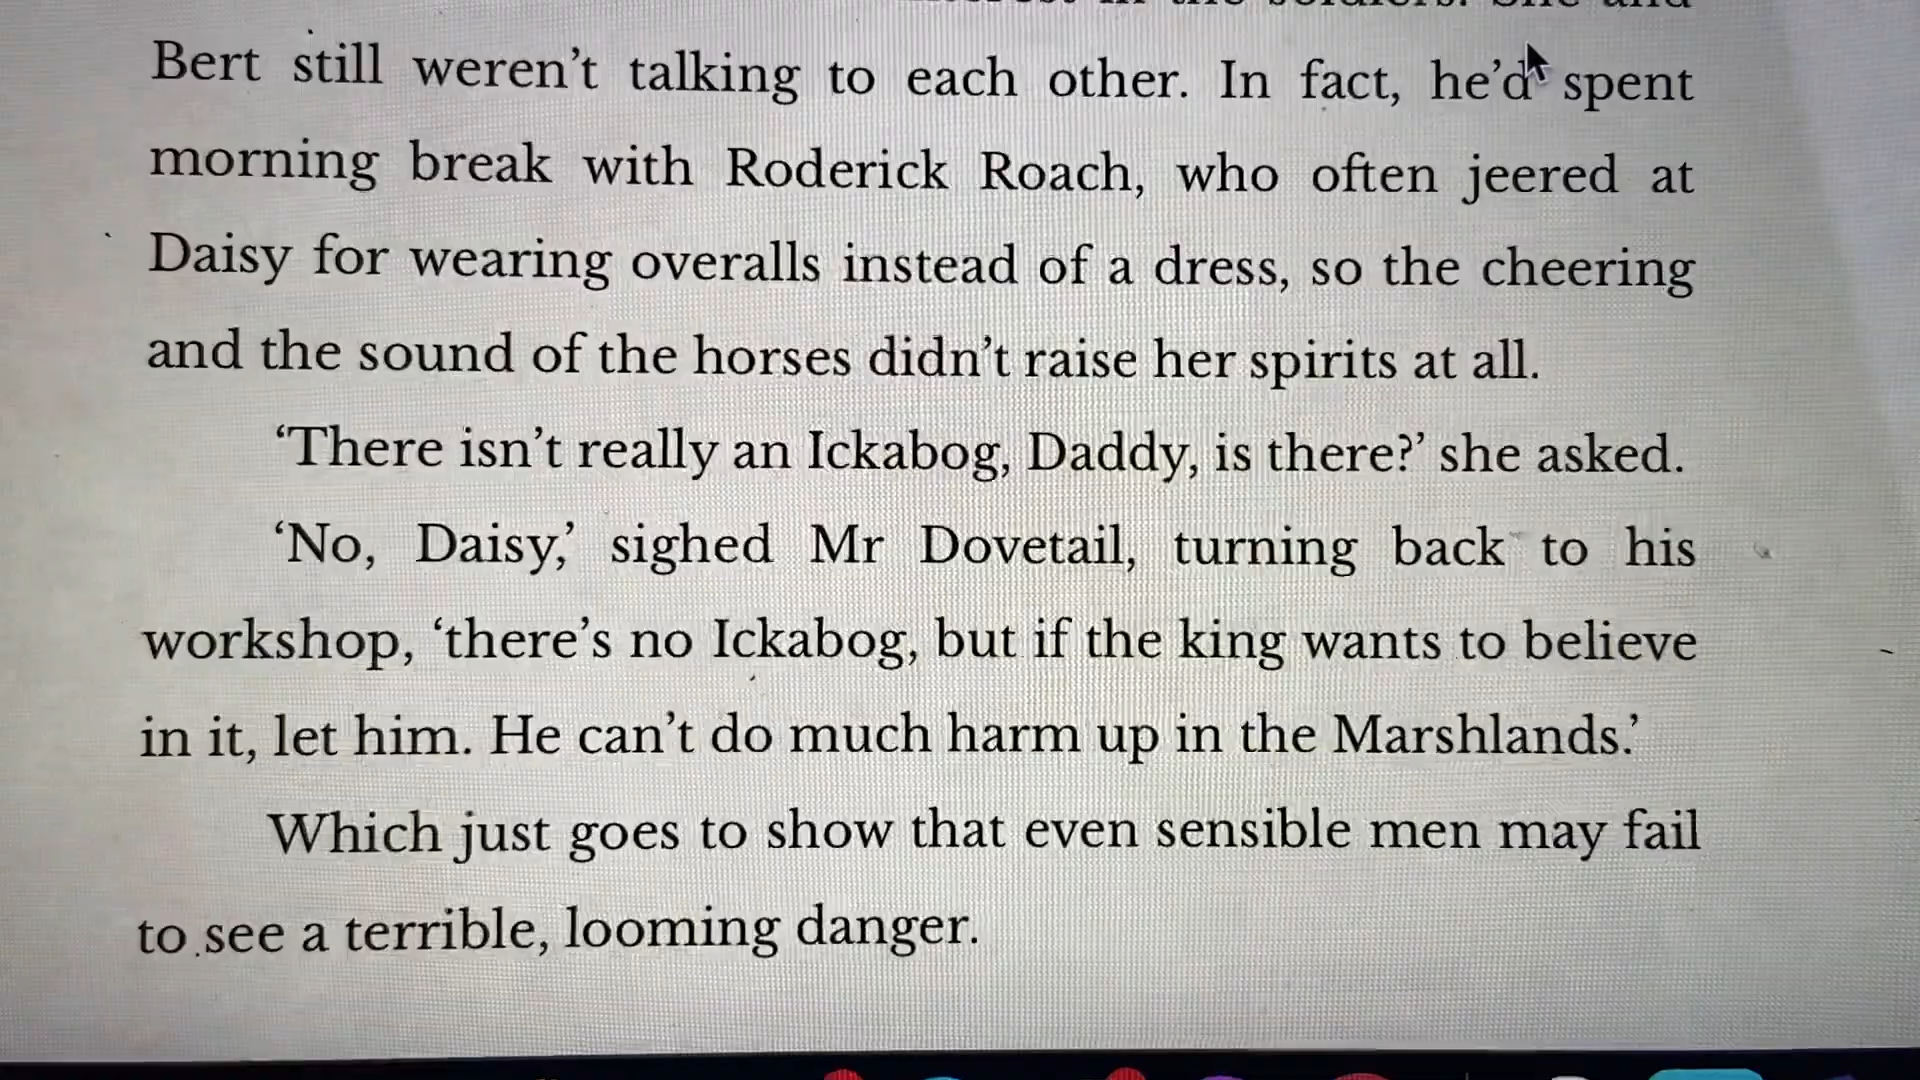 Bert still weren’t talking to each other. In fact, he’d spent
morning break with Roderick Roach, who often jeered at
Daisy for wearing overalls instead of a dress, so the cheering
and the sound of the horses didn’t raise her spirits at all.
‘There isn’t really an Ickabog, Daddy, is there?’ she asked.
‘No, Daisy,’ sighed Mr Dovetail, turning back to his
workshop, ‘there’s no Ickabog, but if the king wants to believe
in it, let him. He can’t do much harm up in the Marshlands.’
Which just goes to show that even sensible men may fail
to see a terrible, looming danger.